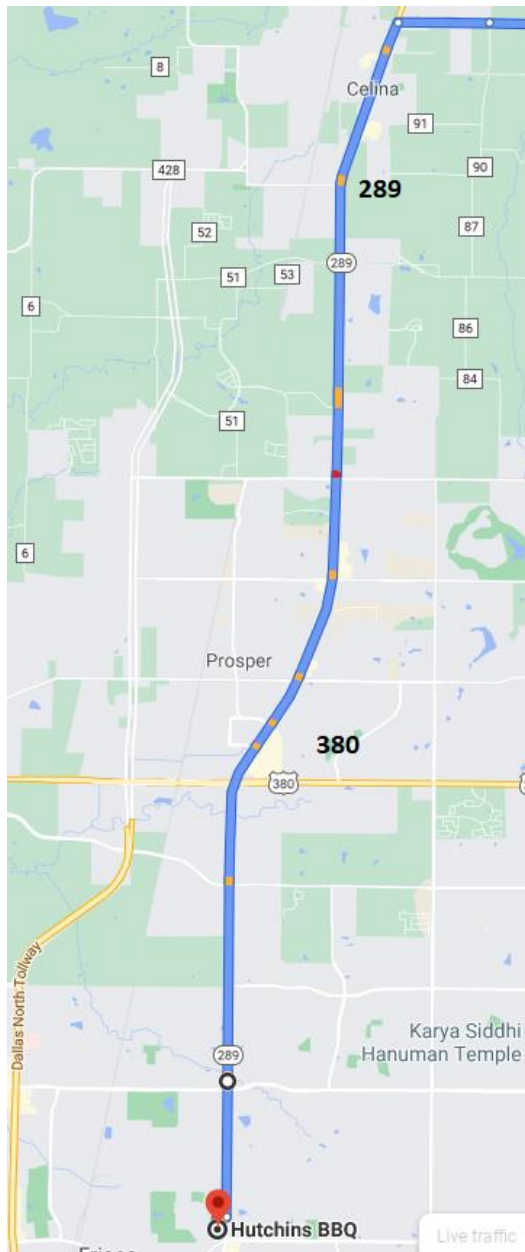 8
Celina
91
428
90
289
52
87
289
51
53
6
86
84
51
6
Prosper
380
380
Dallas North Tollway
Karya Siddhi
Hanuman Temple
289
Hutchins BBQ
Live traffic